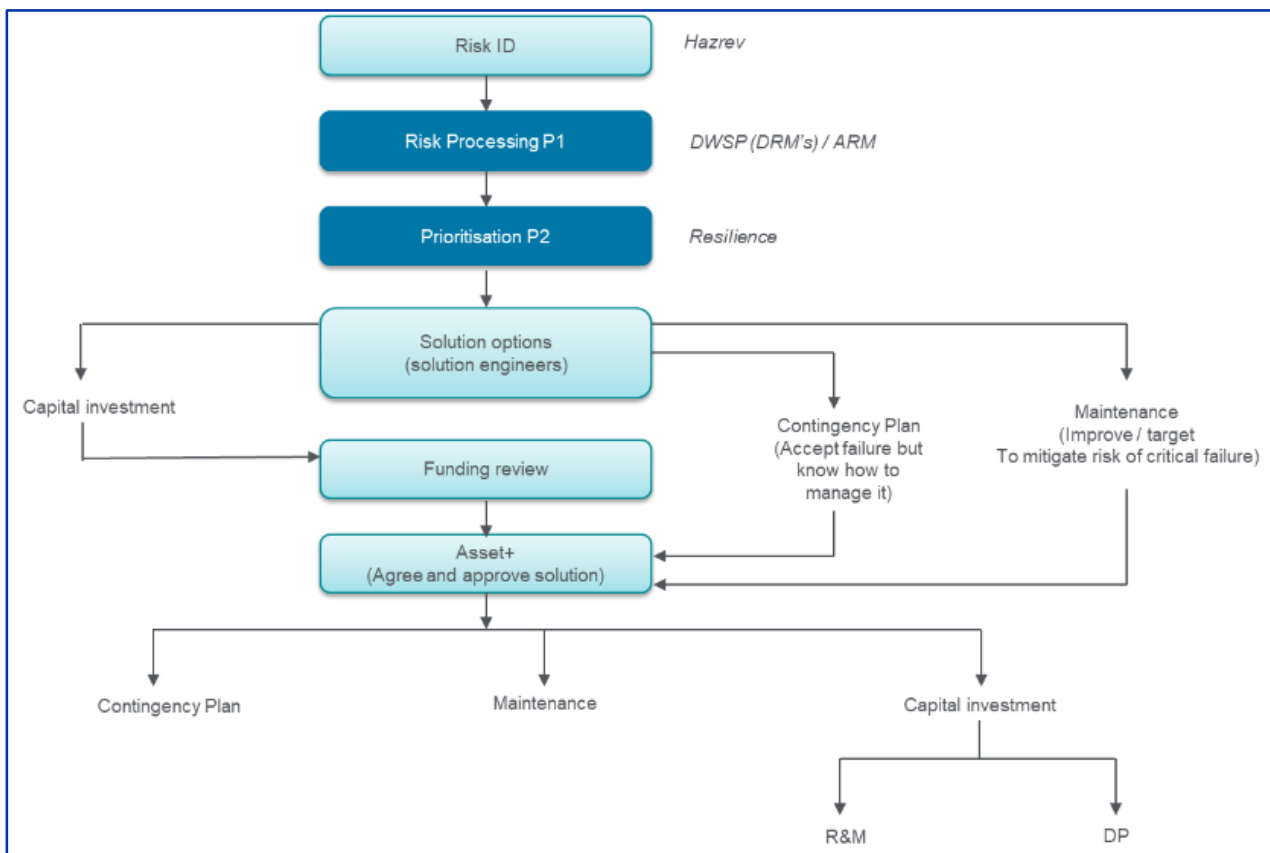 Risk ID
Hazrev
Risk Processing P1
DWSP (DRM's) / ARM
Prioritisation P2
Resilience
Solution options
(solution engineers)
Capital investment
Contingency Plan
(Accept failure but
know how to
manage it)
Maintenance
(Improve / target
To mitigate risk of critical failure)
Funding review
Asset+
(Agree and approve solution)
Contingency Plan
Maintenance
Capital investment
R&M
DP